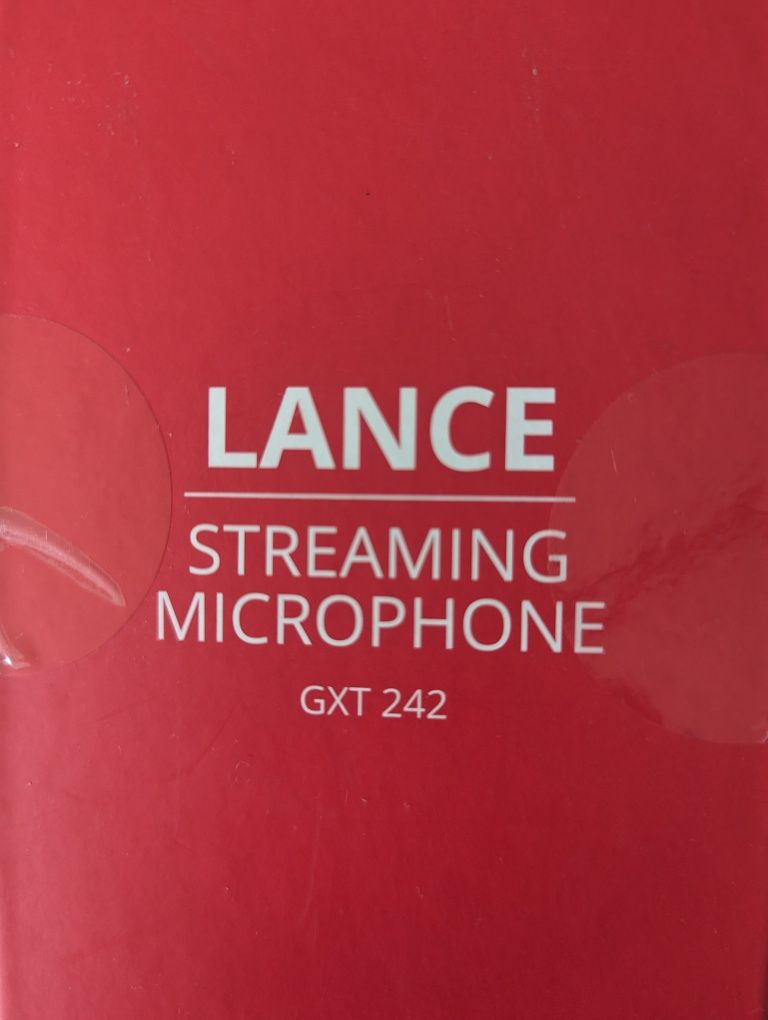 LANCE
STREAMING
MICROPHONE
GXT 242